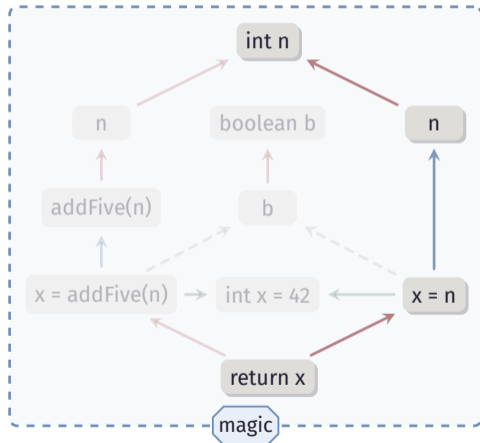 int n
n
boolean b
n
addFive(n)
b
x = addFive(n)
int x = 42
x = n
return x
magic